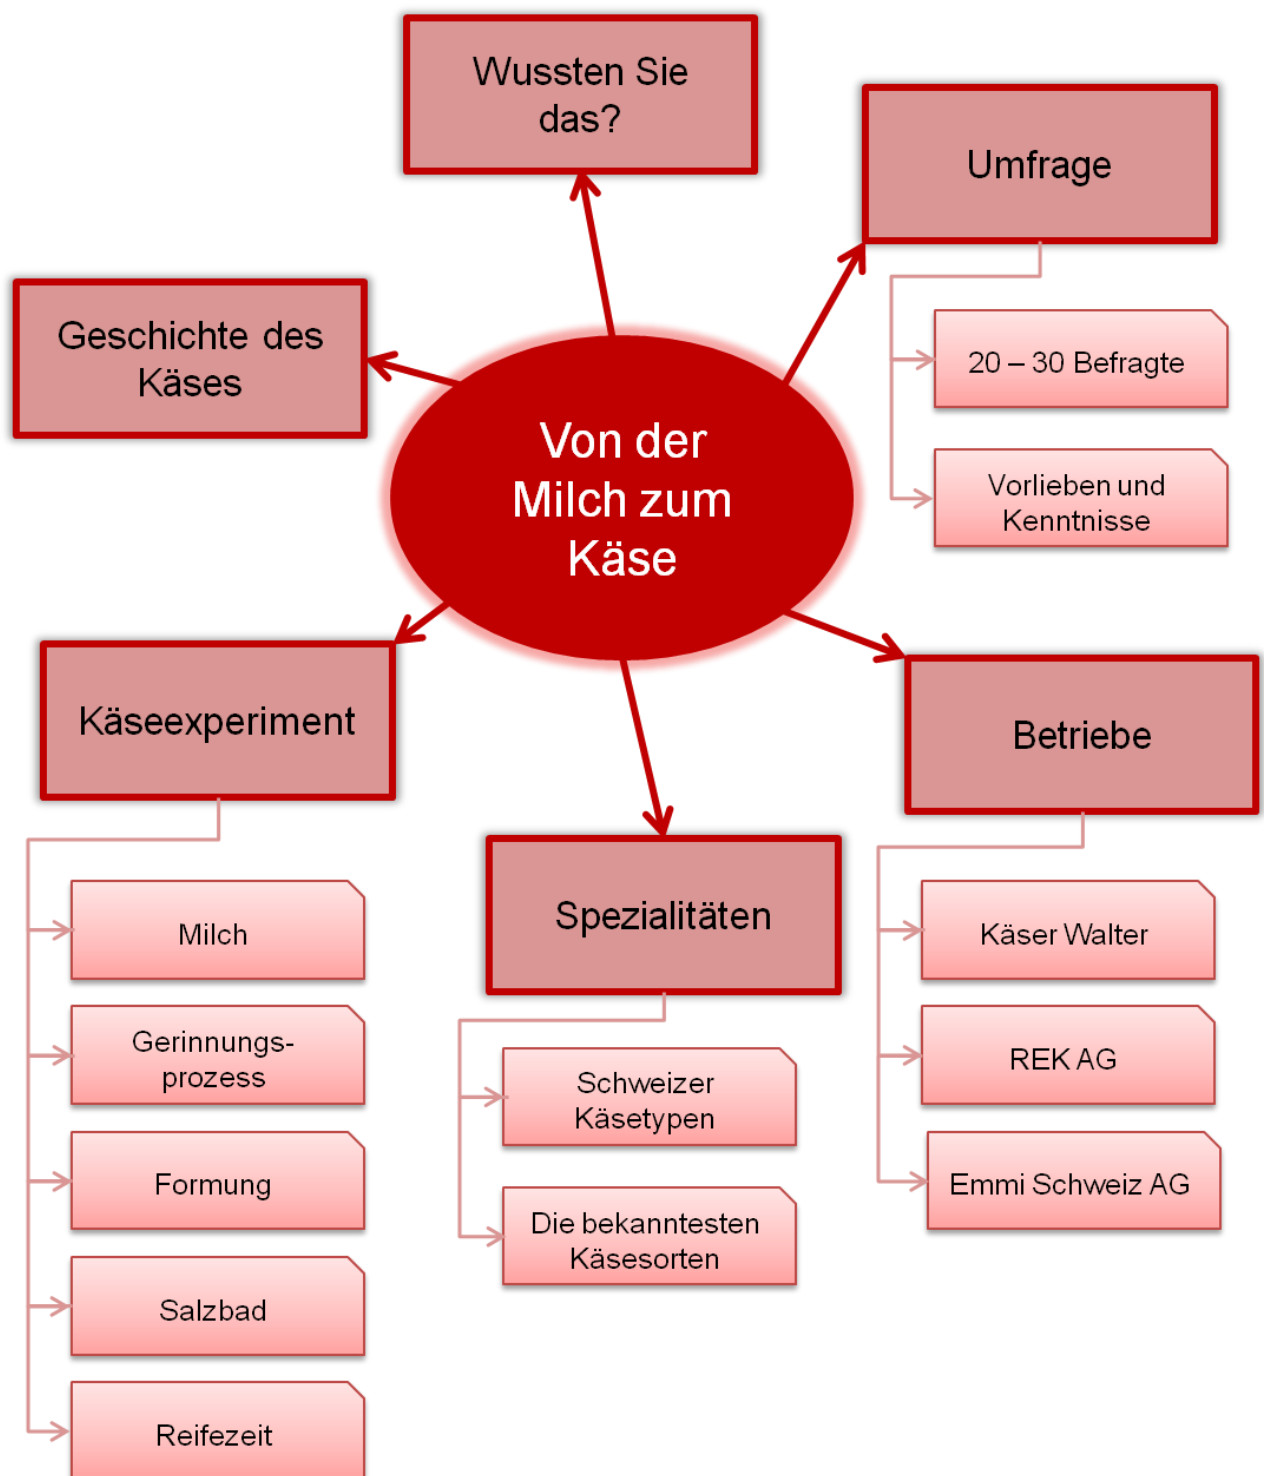 Wussten Sie
das?
Umfrage
20 – 30 Befragte
Vorlieben und
Kenntnisse
Geschichte des
Käses
Von der
Milch zum
Käse
Käseexperiment
Milch
Gerinnungs-
prozess
Formung
Salzbad
Reifezeit
Spezialitäten
Schweizer
Käsetypen
Die bekanntesten
Käsesorten
Betriebe
Käser Walter
REK AG
Emmi Schweiz AG